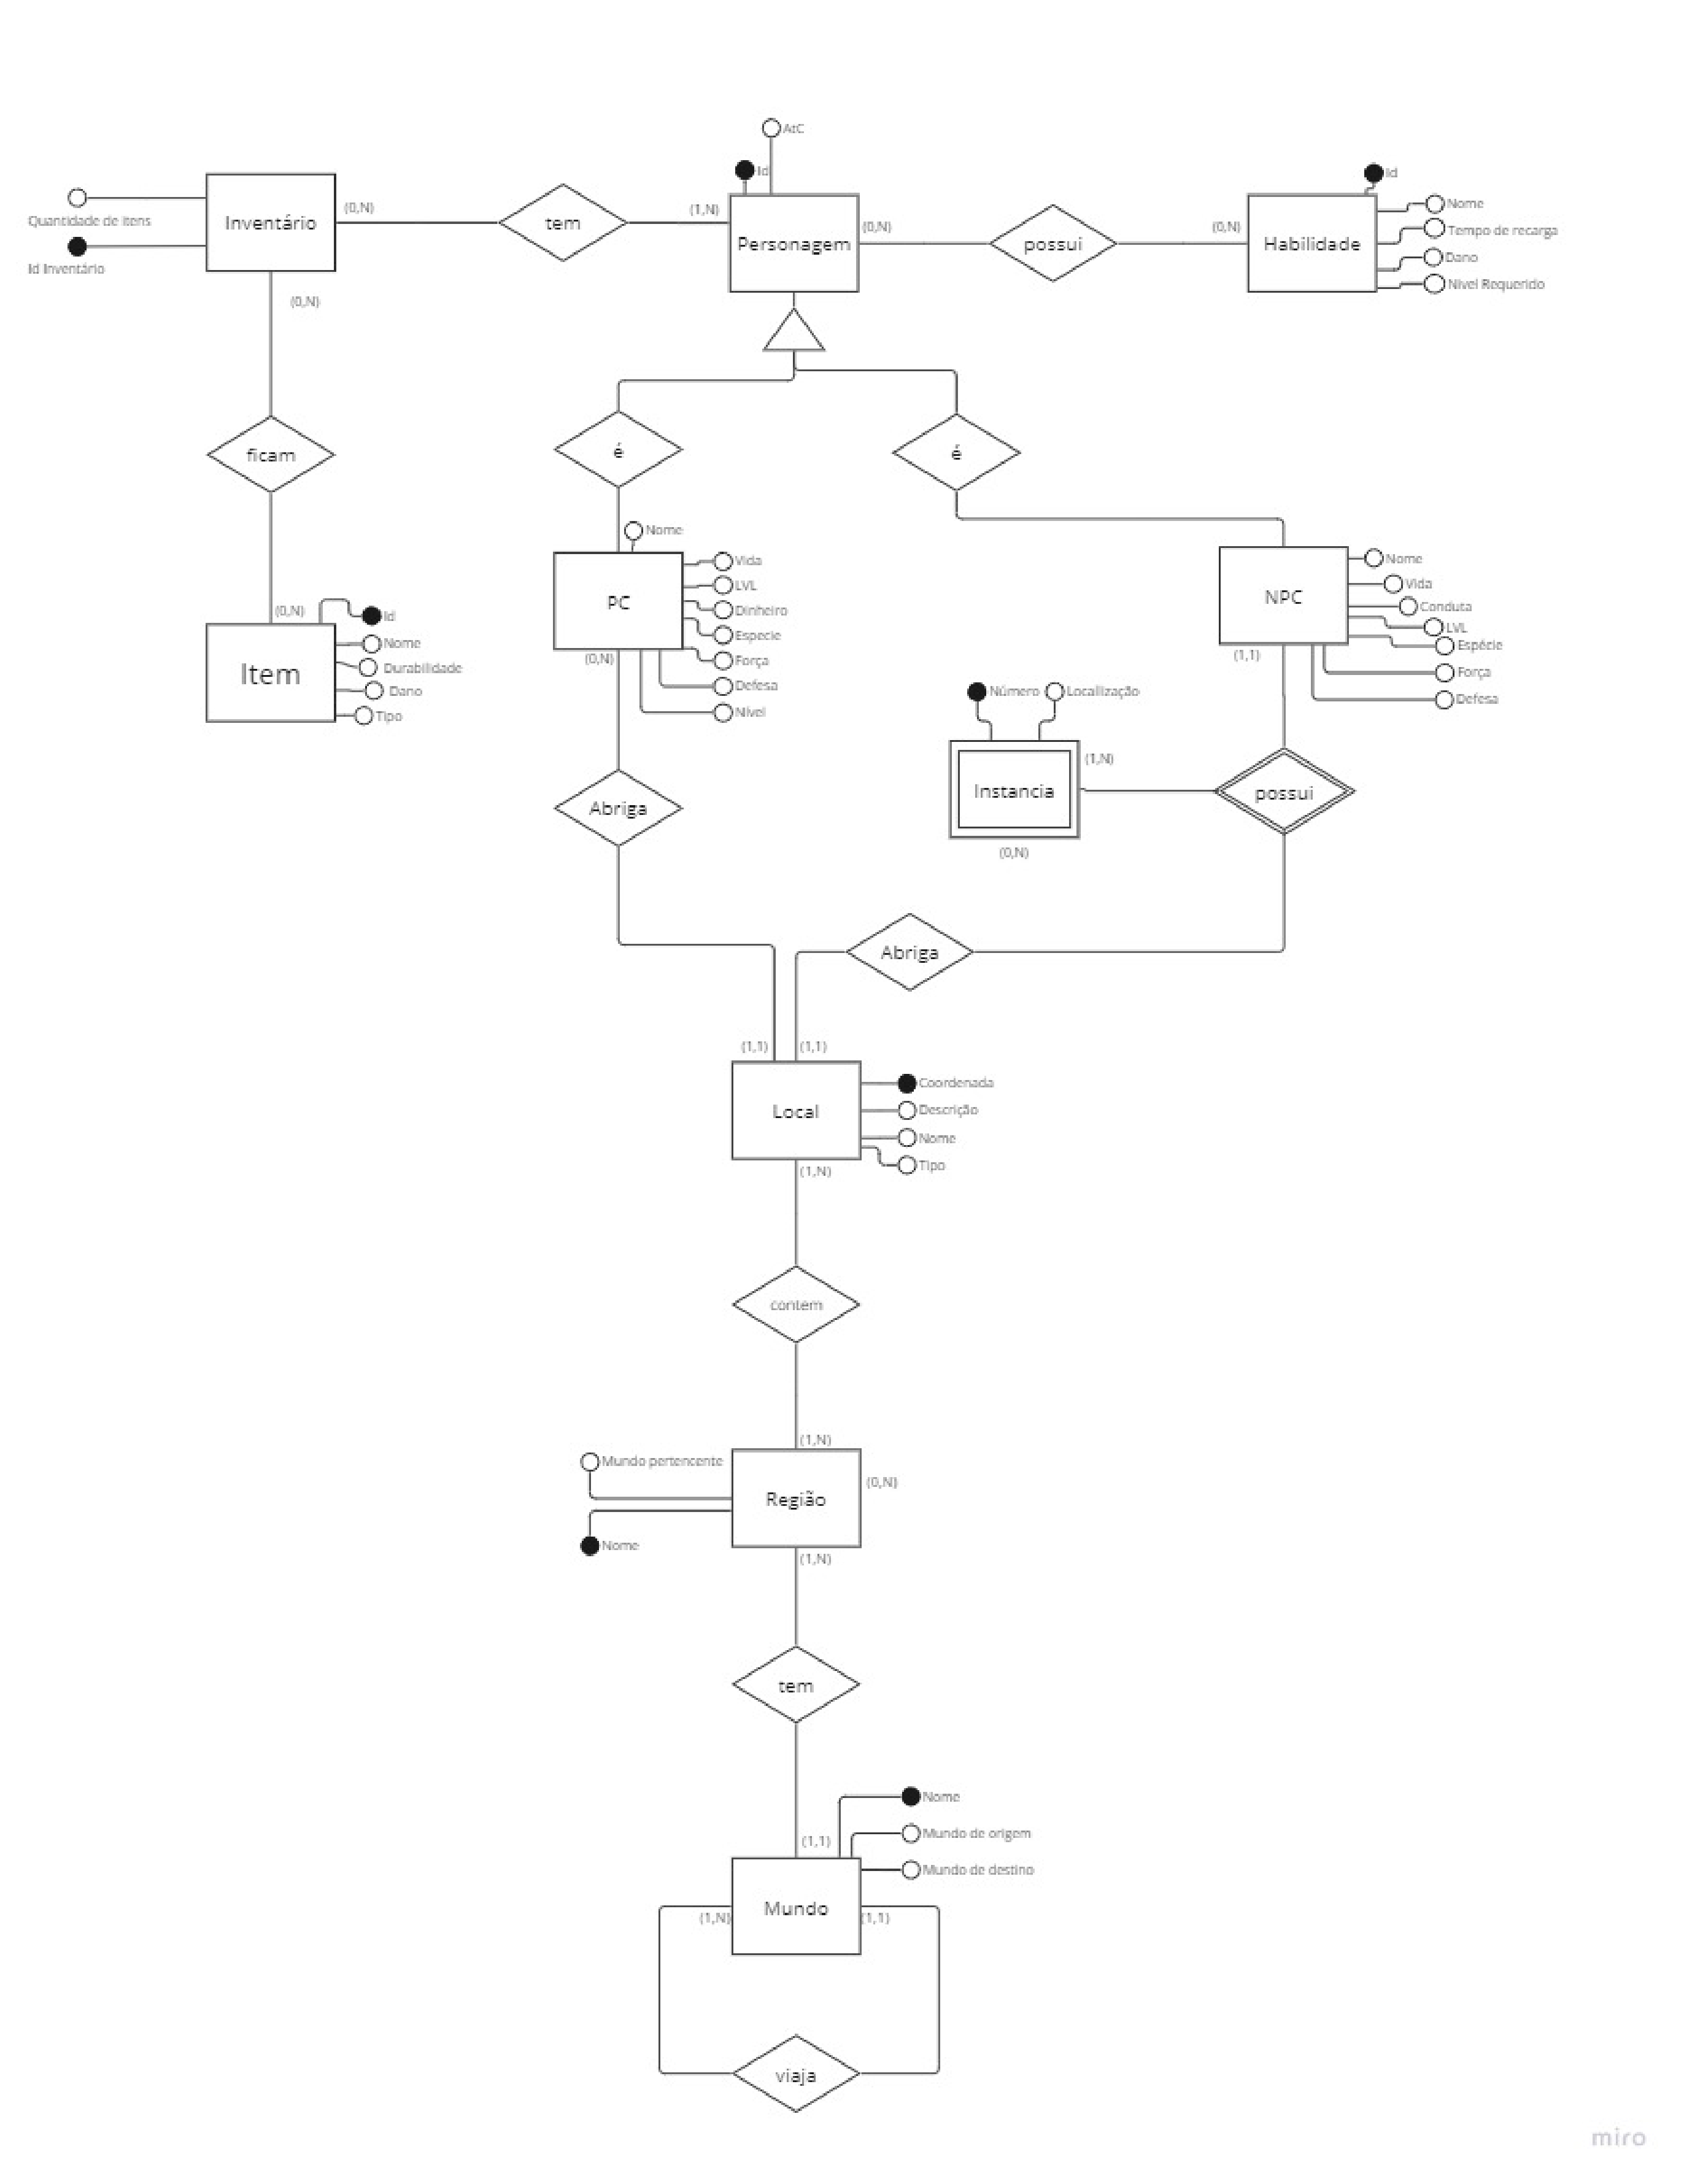 AtC
Id
Id
Quantidade de itens
Id Inventário
Inventário
(0,N)
tem
(1,N)
Personagem
(0,N)
possui
(0,N)
Habilidade
Nome
Tempo de recarga
Dano
Nivel Requerido
(0,N)
ficam
é
é
(0,N)
Item
Id
Nome
Durabilidade
Dano
Tipo
Nome
PC
Vida
LVL
Dinheiro
Especie
Força
Defesa
Nivel
(0,N)
NPC
Nome
Vida
Conduta
LVL
Espécie
Força
Defesa
(1,1)
Número
Locallização
Instancia
(1,N)
(0,N)
possui
Abriga
Abriga
(1,1)
(1,1)
Local
Coordenada
Descrição
Nome
Tipo
(1,N)
contem
(1,N)
Mundo pertencente
Região
(0,N)
Nome
(1,N)
tem
Nome
Mundo de origem
Mundo de destino
(1,1)
Mundo
(1,N)
(1,1)
viaja
miro